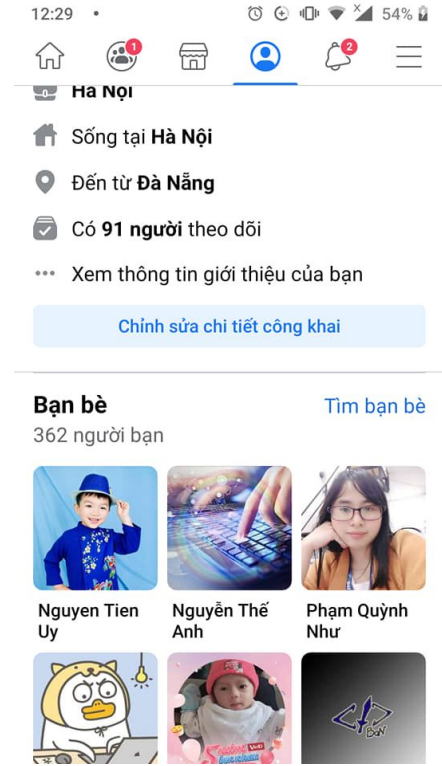 12:29
54%
1
2
Hà Nội
Sống tại Hà Nội
Đến từ Đà Nẵng
Có 91 người theo dõi
Xem thông tin giới thiệu của bạn
Chỉnh sửa chi tiết công khai
Bạn bè
Tìm bạn bè
362 người bạn
Nguyen Tien
Uy
Nguyễn Thế
Anh
Phạm Quỳnh
Như